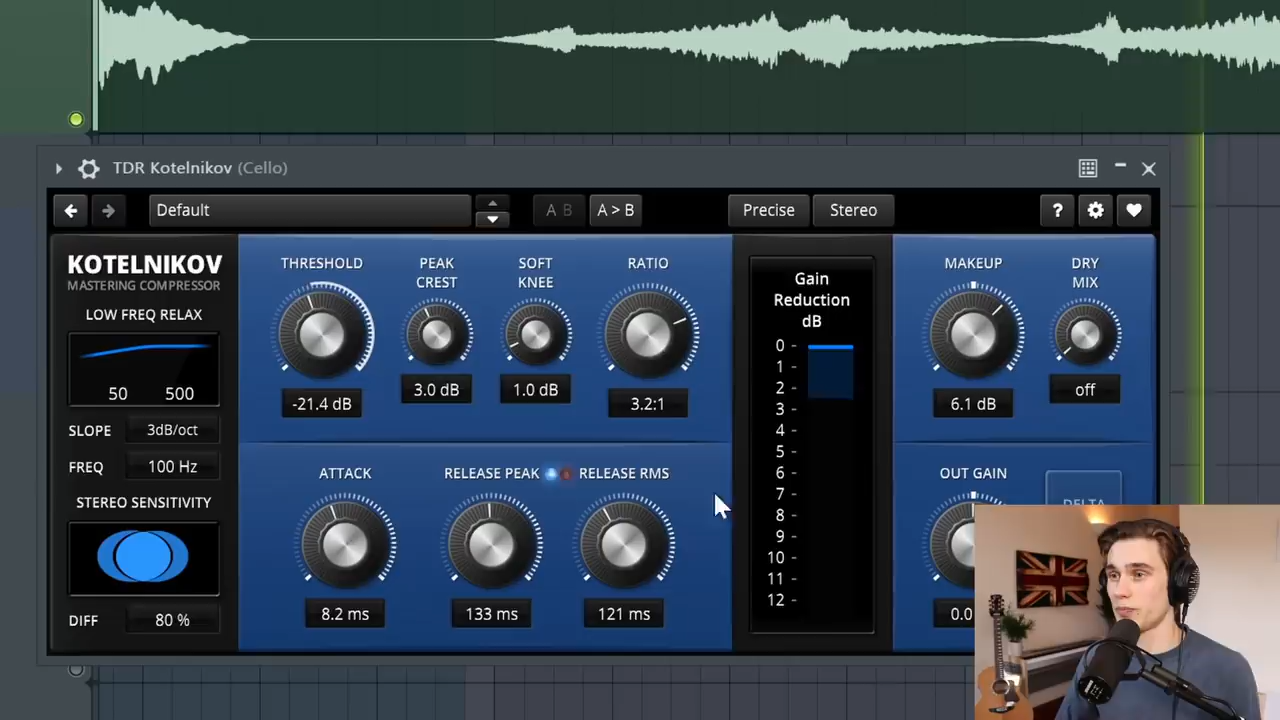 TDR Kotelnikov (Cello)
Default
A B
A > B
Precise
Stereo
?
KOTELNIKOV
MASTERING COMPRESSOR
LOW FREQ RELAX
50 500
SLOPE 3dB/oct
FREQ 100 Hz
STEREO SENSITIVITY
DIFF 80 %
THRESHOLD
-21.4 dB
PEAK
CREST
3.0 dB
SOFT
KNEE
1.0 dB
RATIO
3.2:1
ATTACK
8.2 ms
RELEASE PEAK
133 ms
RELEASE RMS
121 ms
Gain
Reduction
dB
0 -
1 -
2 -
3 -
4 -
5 -
6 -
7 -
8 -
9 -
10 -
11 -
12 -
MAKEUP
6.1 dB
DRY
MIX
off
OUT GAIN
0.0
DELTA